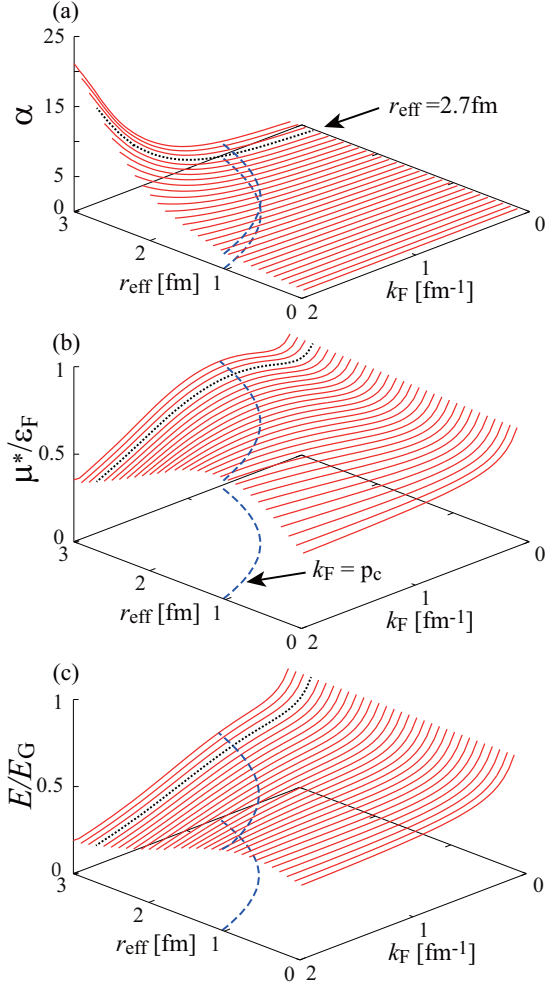 (a)
25
15
5
0
α
r_eff =2.7fm
3
2
1
0
r_eff [fm]
2
1
0
k_F [fm⁻¹]
(b)
1
0.5
0
μ*/ε_F
k_F = p_c
3
2
1
0
r_eff [fm]
2
1
0
k_F [fm⁻¹]
(c)
1
0.5
0
E/E_G
3
2
1
0
r_eff [fm]
2
1
0
k_F [fm⁻¹]